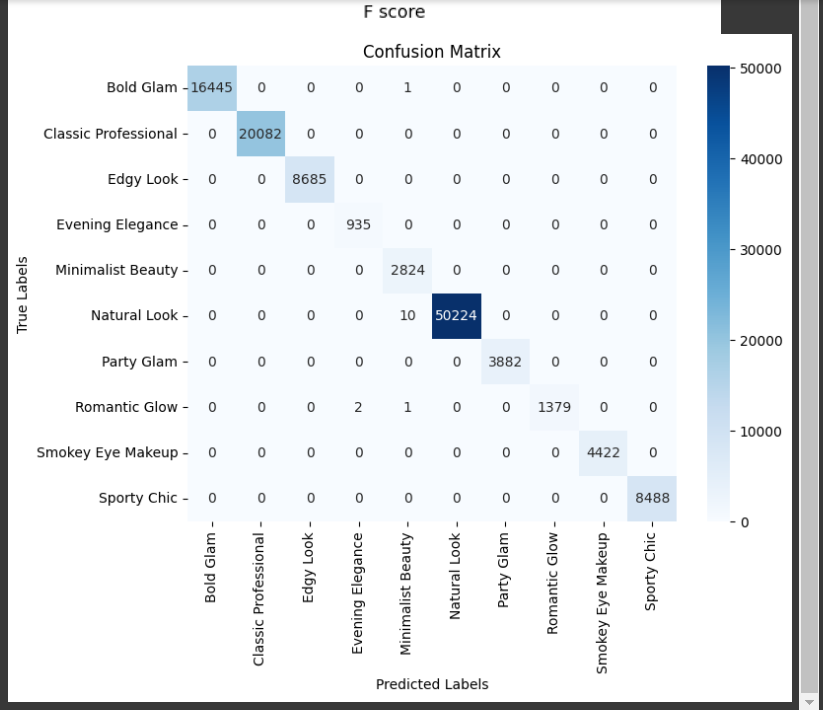 F score
Confusion Matrix
True Labels
Bold Glam 16445 0 0 0 1 0 0 0 0 0
Classic Professional 0 20082 0 0 0 0 0 0 0 0
Edgy Look 0 0 8685 0 0 0 0 0 0 0
Evening Elegance 0 0 0 935 0 0 0 0 0 0
Minimalist Beauty 0 0 0 0 2824 0 0 0 0 0
Natural Look 0 0 0 0 10 50224 0 0 0 0
Party Glam 0 0 0 0 0 0 3882 0 0 0
Romantic Glow 0 0 0 2 1 0 0 1379 0 0
Smokey Eye Makeup 0 0 0 0 0 0 0 0 4422 0
Sporty Chic 0 0 0 0 0 0 0 0 0 8488
Bold Glam
Classic Professional
Edgy Look
Evening Elegance
Minimalist Beauty
Natural Look
Party Glam
Romantic Glow
Smokey Eye Makeup
Sporty Chic
Predicted Labels
50000
40000
30000
20000
10000
0